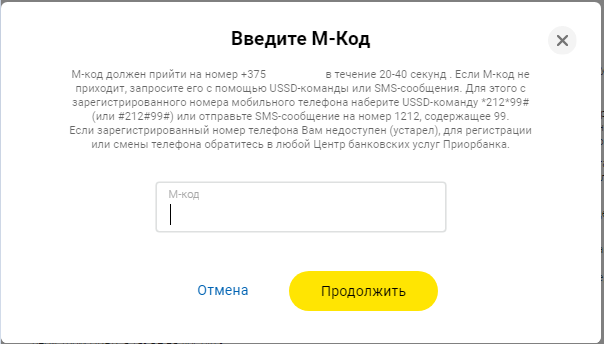 Введите М-Код
М-код должен прийти на номер +375 в течение 20-40 секунд . Если М-код не
приходит, запросите его с помощью USSD-команды или SMS-сообщения. Для этого с
зарегистрированного номера мобильного телефона наберите USSD-команду *212*99#
(или #212#99#) или отправьте SMS-сообщение на номер 1212, содержащее 99.
Если зарегистрированный номер телефона Вам недоступен (устарел), для регистрации
или смены телефона обратитесь в любой Центр банковских услуг Приорбанка.
М-код
Отмена
Продолжить